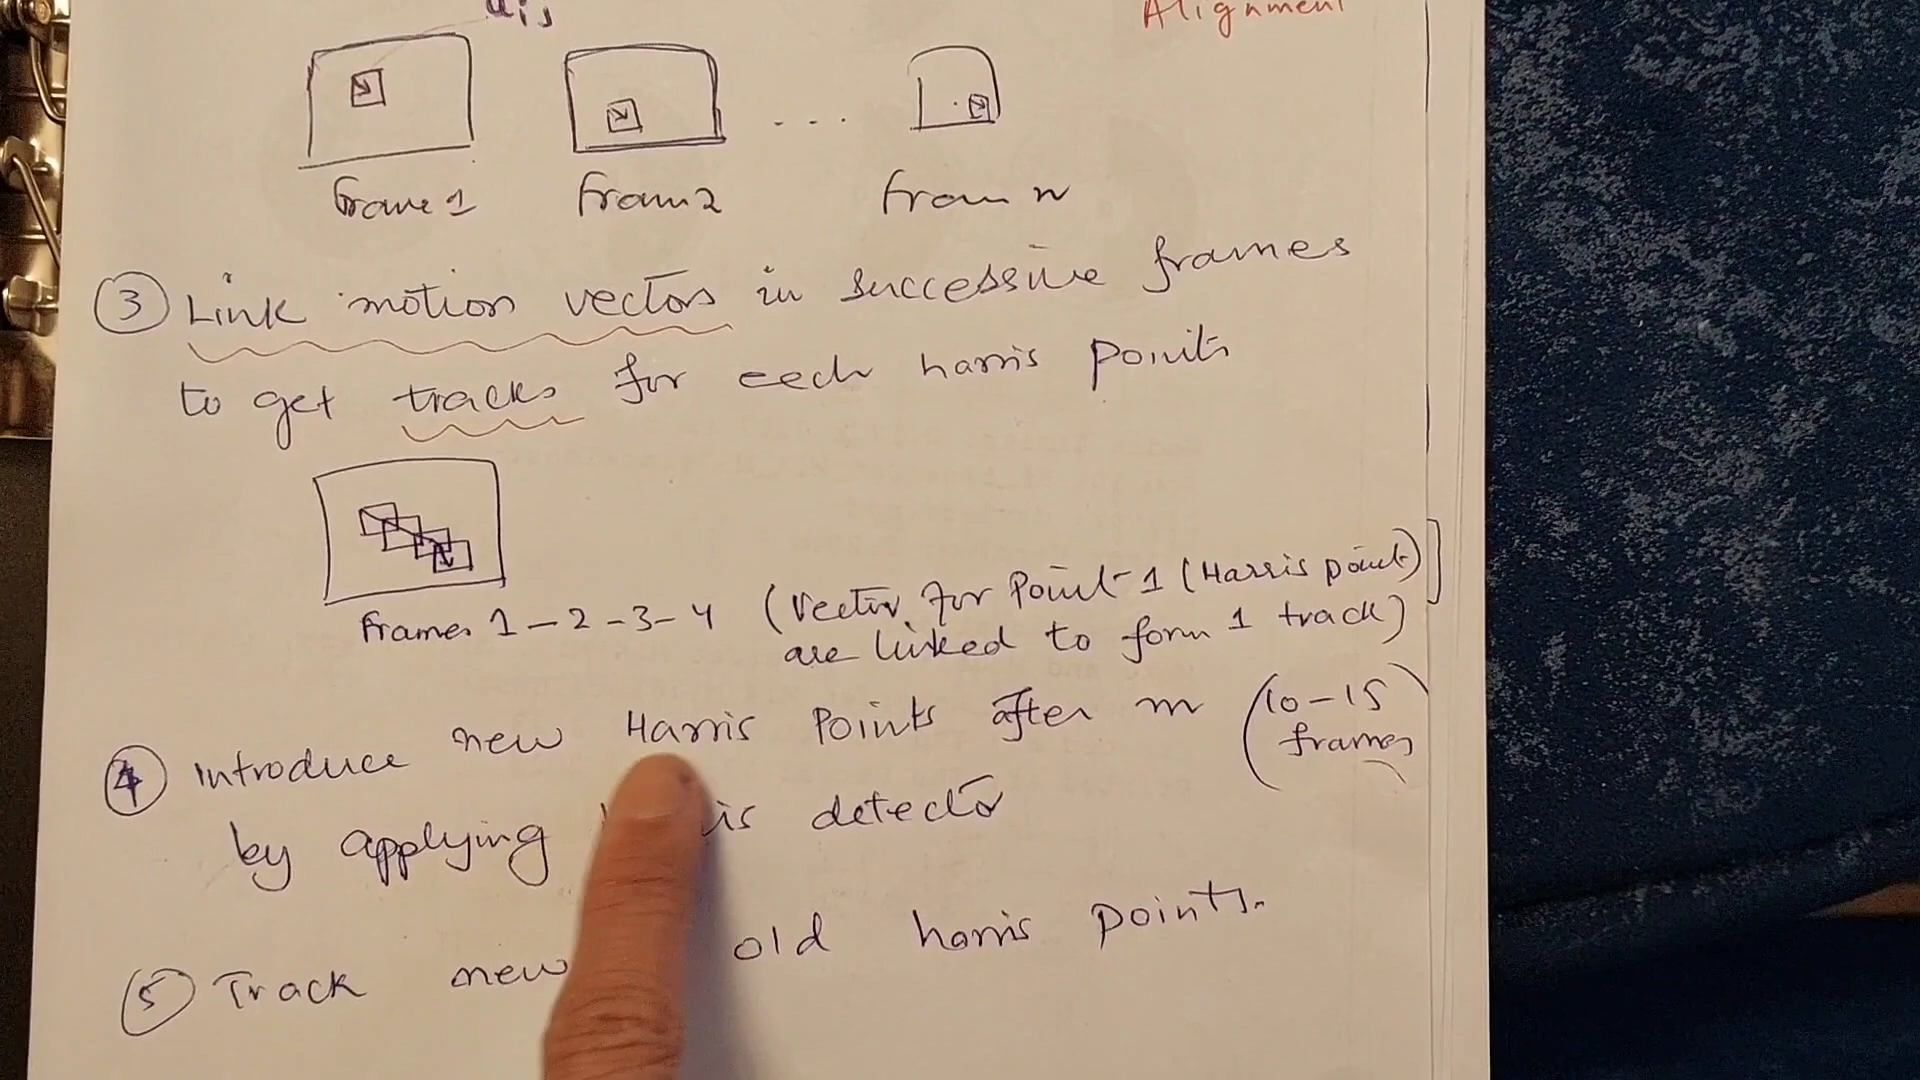 Alignment
frame 1 fram 2 fram n
③ Link motion vectors in successive frames
to get tracks for eech harris points
frames 1-2-3-4 (Vector for Point-1 (Harris point)
are linked to form 1 track)
④ introduce new Harris Points after m (10-15
frames
by applying detector
⑤ Track new old harris points.